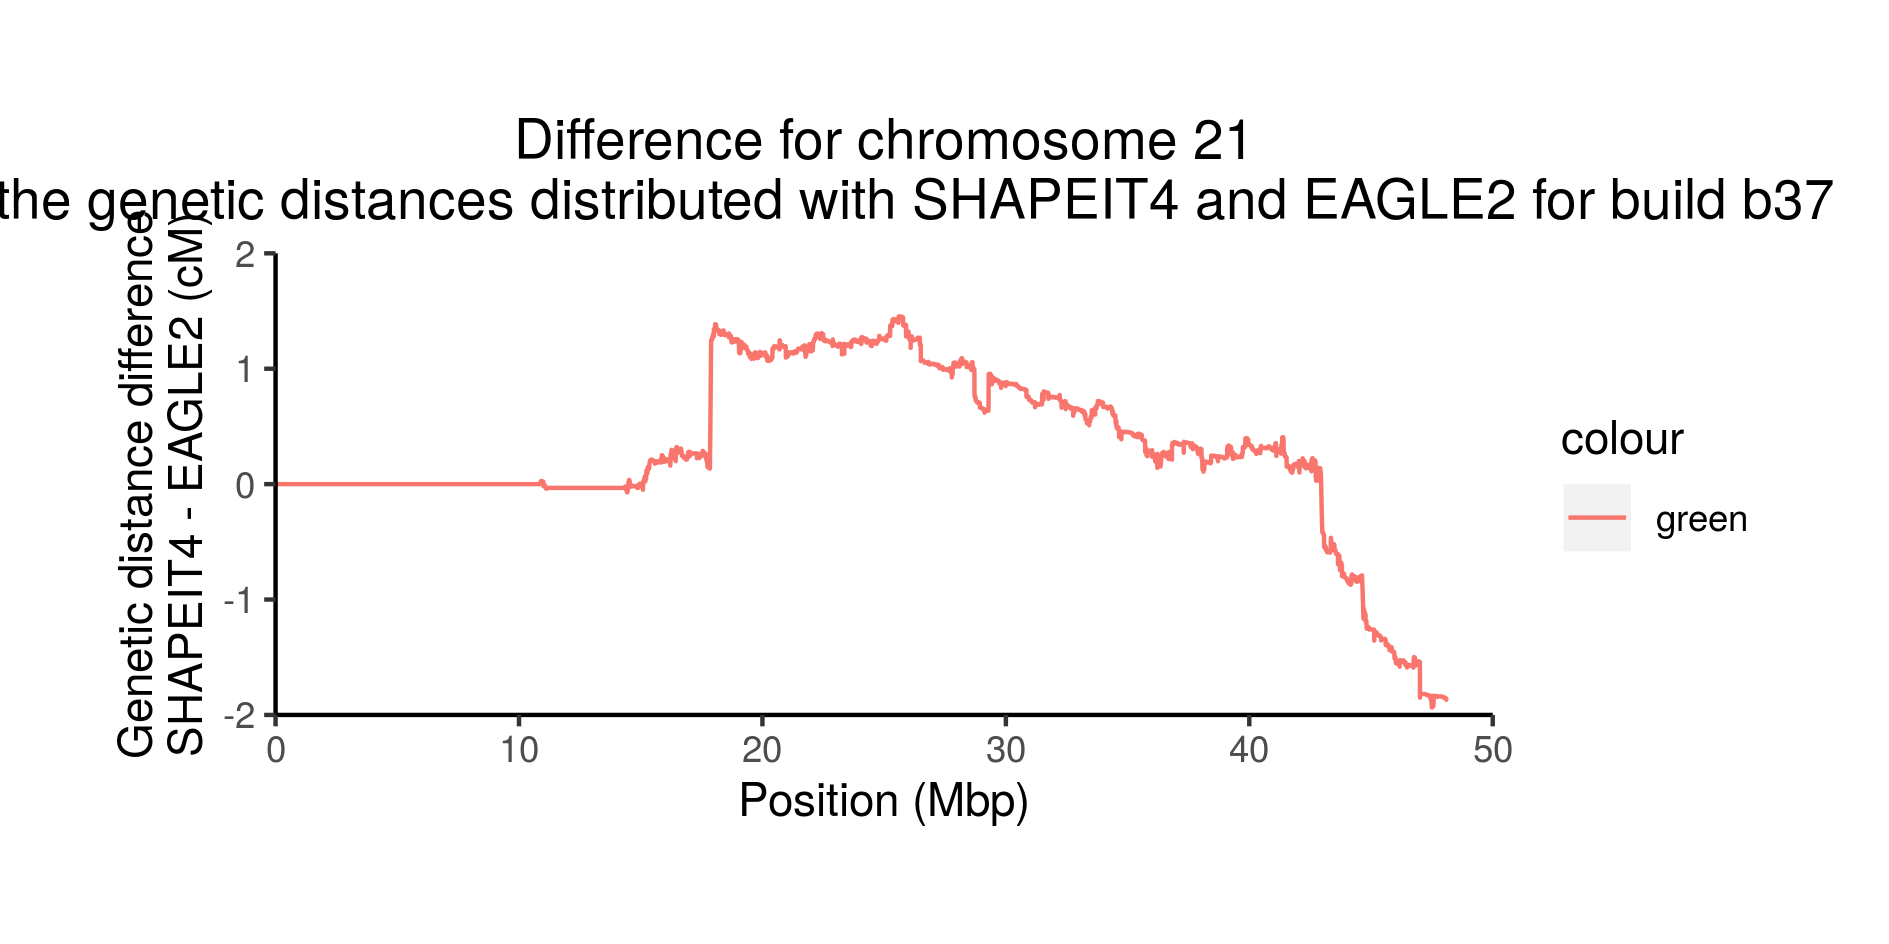 Difference for chromosome 21
the genetic distances distributed with SHAPEIT4 and EAGLE2 for build b37
Genetic distance difference
SHAPEIT4 - EAGLE2 (cM)
2
1
0
-1
-2
0 10 20 30 40 50
Position (Mbp)
colour
green